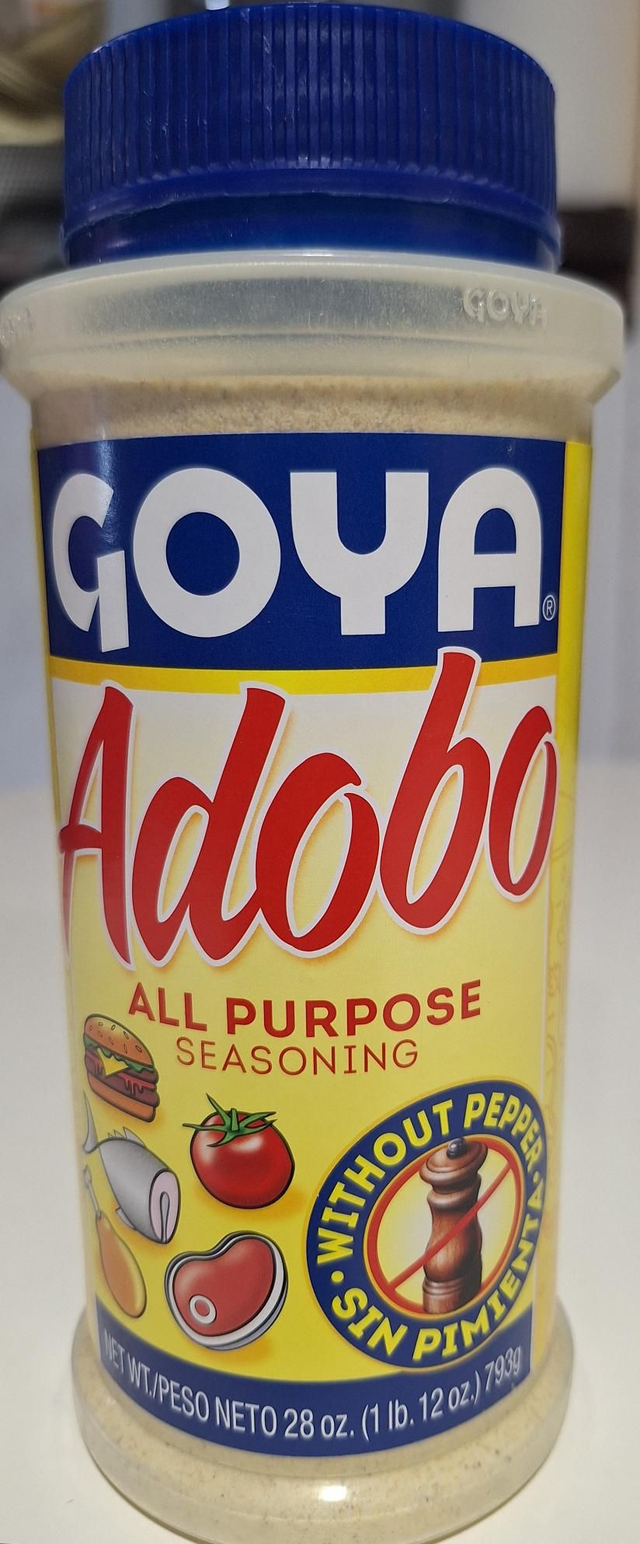 GOYA
GOYA®
Adobo
ALL PURPOSE
SEASONING
• WITHOUT PEPPER •
SIN PIMIENTA
NET WT./PESO NETO 28 oz. (1 lb. 12 oz.) 793g